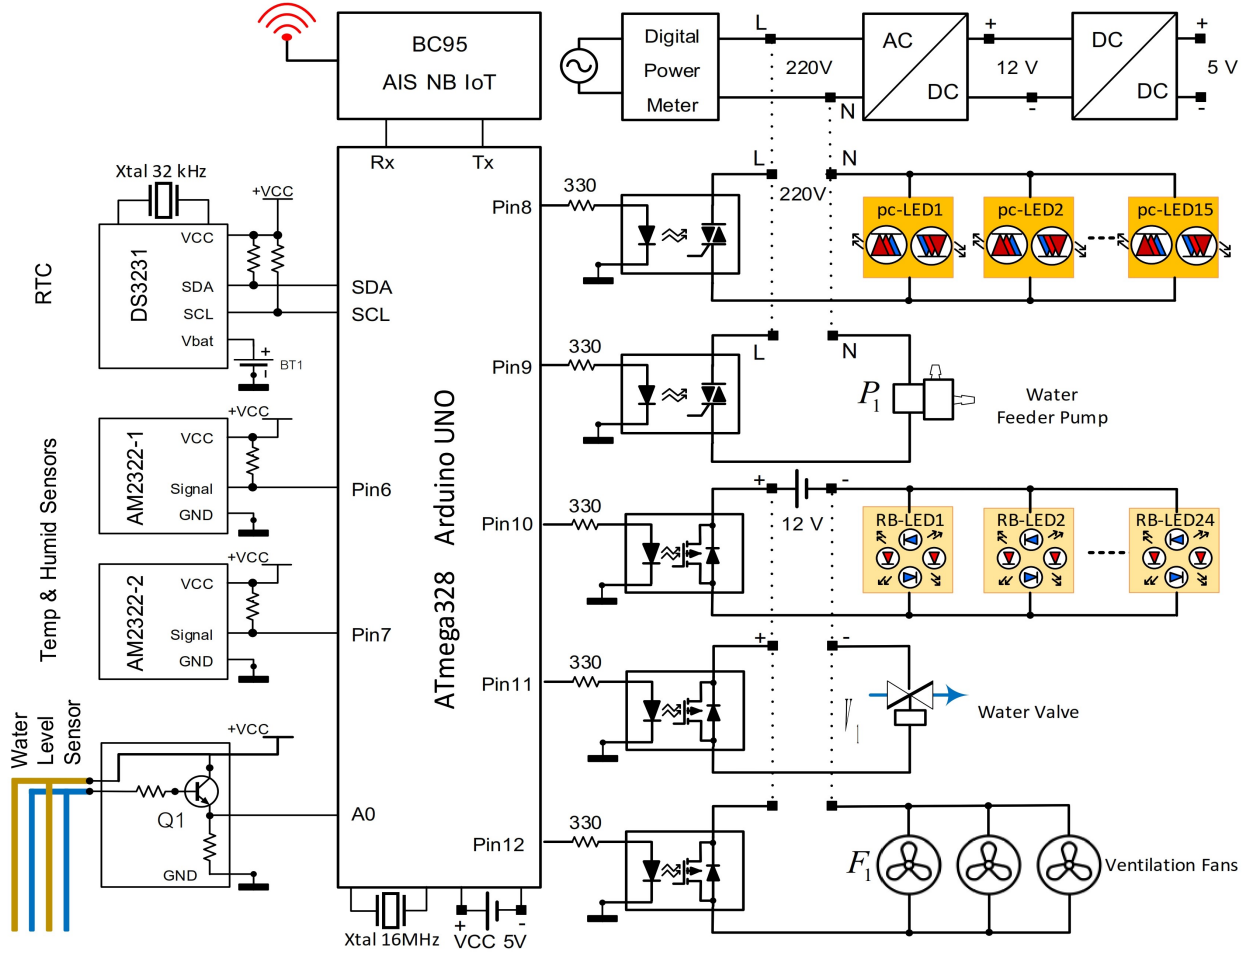 BC95
AIS NB IoT
Digital
Power
Meter
L
220V
N
AC
DC
+
12 V
-
DC
DC
+
5 V
-
Rx
Tx
Xtal 32 kHz
+VCC
RTC
DS3231
VCC
SDA
SCL
Vbat
+
-
BT1
SDA
SCL
Pin8
330
L
N
220V
pc-LED1
pc-LED2
pc-LED15
Pin9
330
L
N
P1
Water
Feeder Pump
Temp & Humid Sensors
AM2322-1
+VCC
VCC
Signal
GND
Pin6
AM2322-2
+VCC
VCC
Signal
GND
Pin7
ATmega328 Arduino UNO
Pin10
330
+
-
12 V
RB-LED1
RB-LED2
RB-LED24
Pin11
330
+
-
Water Valve
Water
Level
Sensor
+VCC
Q1
GND
A0
Pin12
330
F1
Ventilation Fans
Xtal 16MHz
+
-
VCC 5V